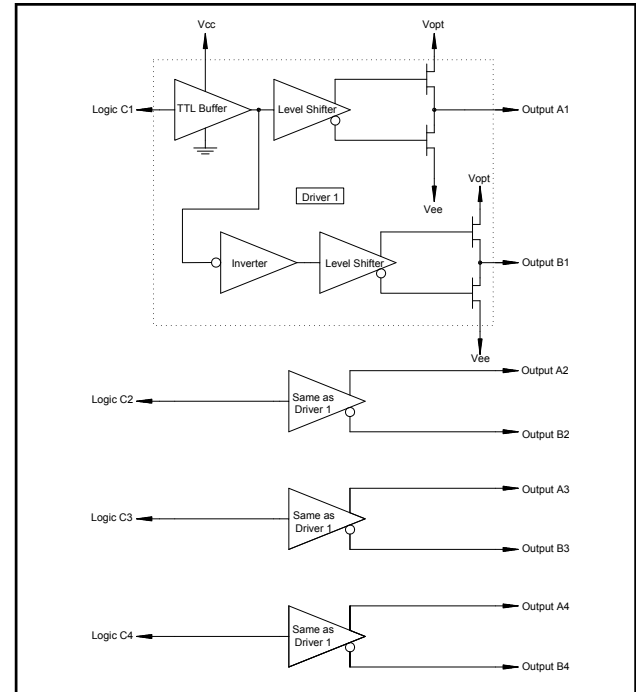 Vcc
Vopt
Logic C1
TTL Buffer
Level Shifter
Output A1
Driver 1
Vee
Vopt
Inverter
Level Shifter
Output B1
Vee
Output A2
Logic C2
Same as
Driver 1
Output B2
Output A3
Logic C3
Same as
Driver 1
Output B3
Output A4
Logic C4
Same as
Driver 1
Output B4